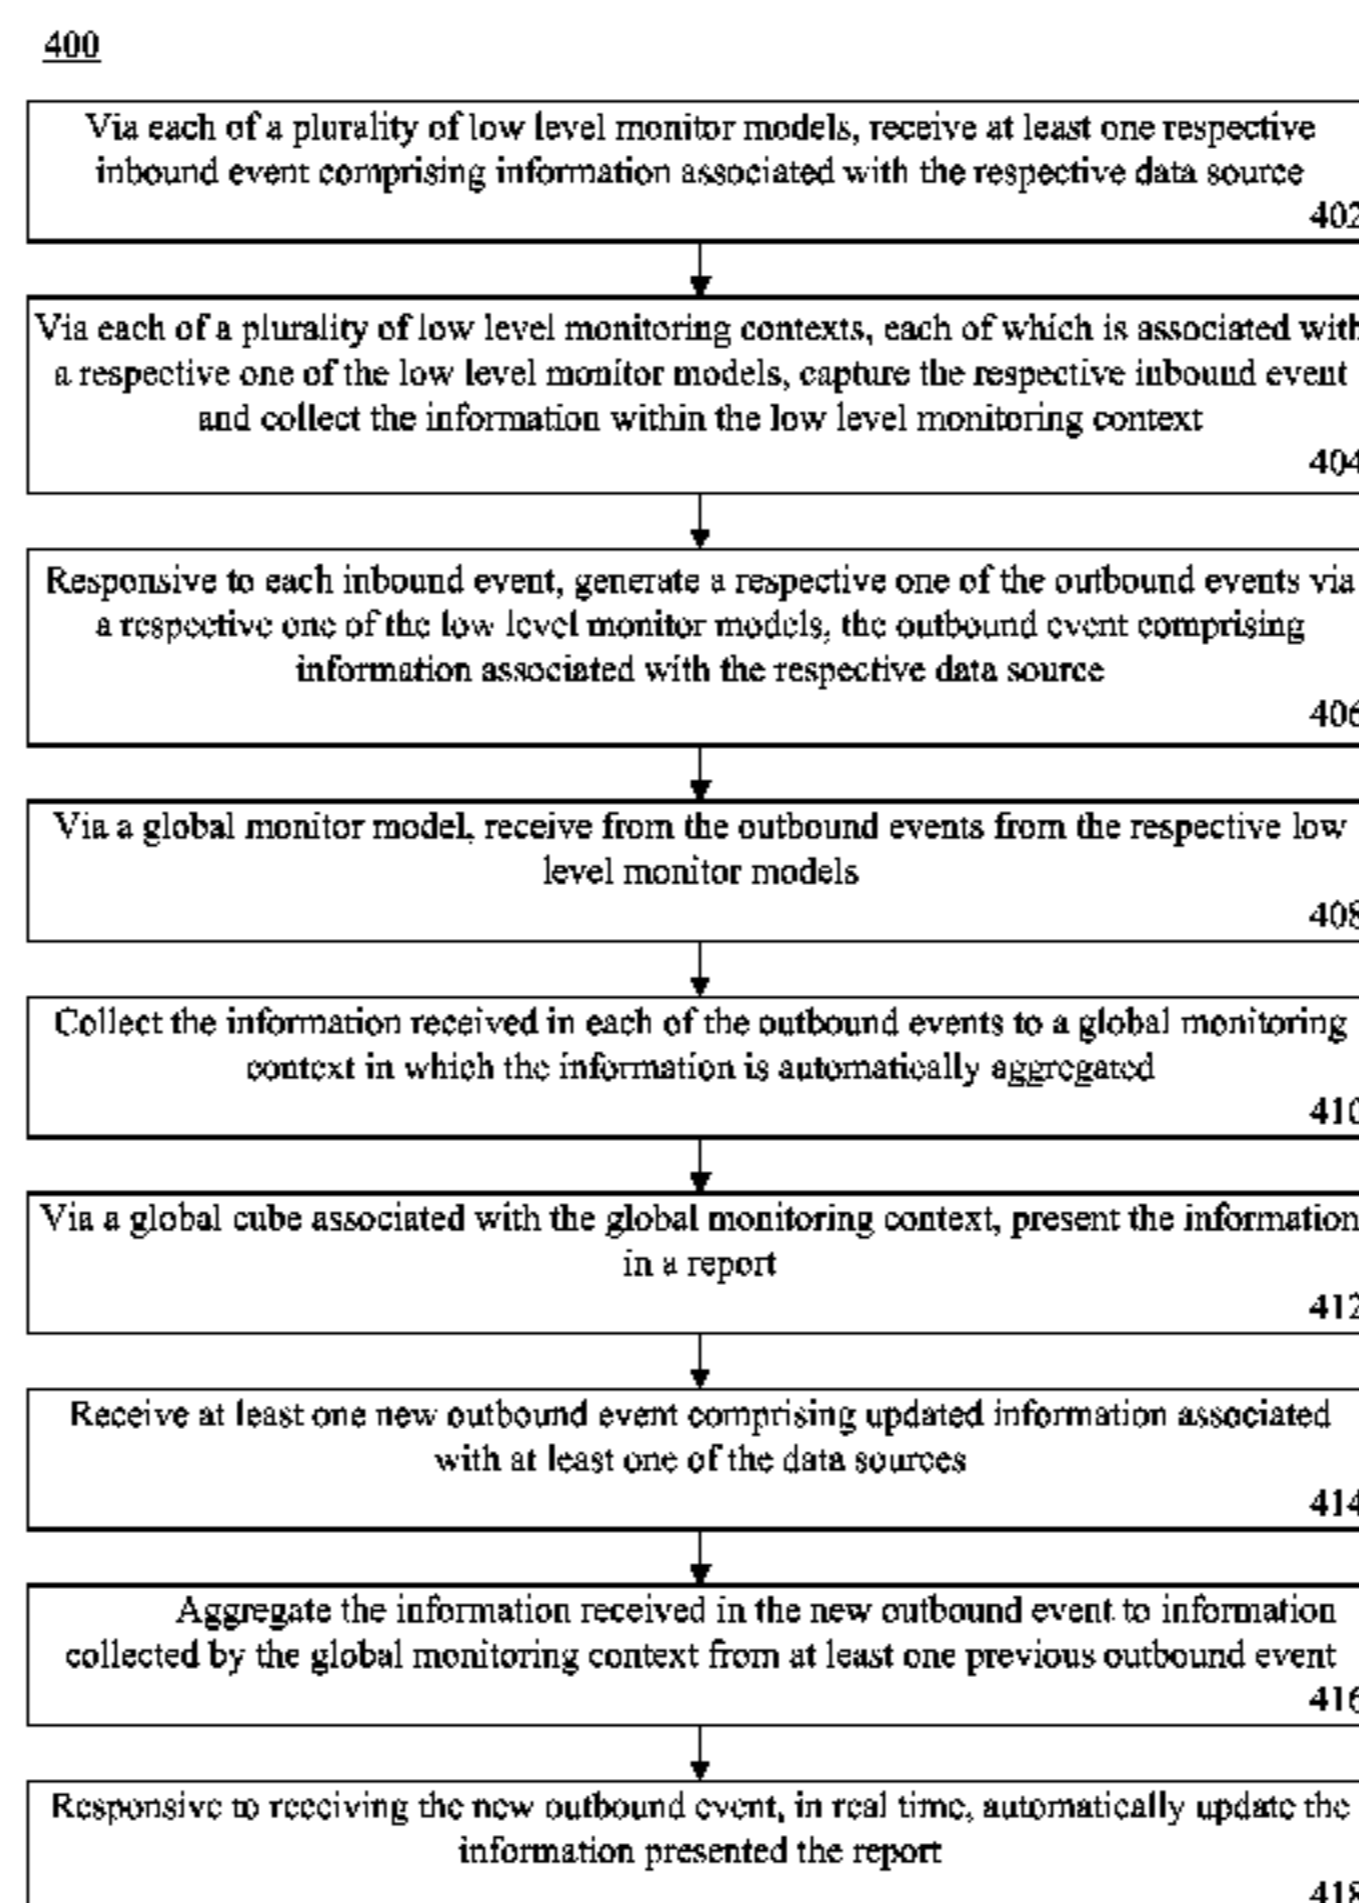 400
Via each of a plurality of low level monitor models, receive at least one respective
inbound event comprising information associated with the respective data source
402
Via each of a plurality of low level monitoring contexts, each of which is associated with
a respective one of the low level monitor models, capture the respective inbound event
and collect the information within the low level monitoring context
404
Responsive to each inbound event, generate a respective one of the outbound events via
a respective one of the low level monitor models, the outbound event comprising
information associated with the respective data source
406
Via a global monitor model, receive from the outbound events from the respective low
level monitor models
408
Collect the information received in each of the outbound events to a global monitoring
context in which the information is automatically aggregated
410
Via a global cube associated with the global monitoring context, present the information
in a report
412
Receive at least one new outbound event comprising updated information associated
with at least one of the data sources
414
Aggregate the information received in the new outbound event to information
collected by the global monitoring context from at least one previous outbound event
416
Responsive to receiving the new outbound event, in real time, automatically update the
information presented the report
418